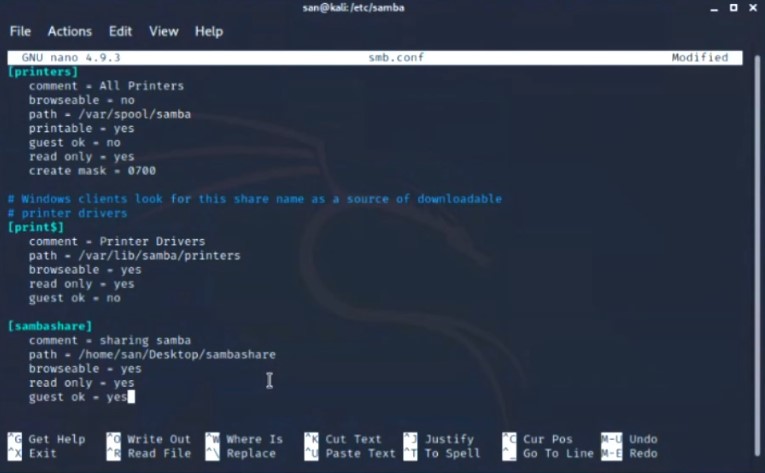 san@kali: /etc/samba
File Actions Edit View Help
GNU nano 4.9.3 smb.conf Modified
[printers]
comment = All Printers
browseable = no
path = /var/spool/samba
printable = yes
guest ok = no
read only = yes
create mask = 0700
# Windows clients look for this share name as a source of downloadable
# printer drivers
[print$]
comment = Printer Drivers
path = /var/lib/samba/printers
browseable = yes
read only = yes
guest ok = no
[sambashare]
comment = sharing samba
path = /home/san/Desktop/sambashare
browseable = yes
read only = yes
guest ok = yes
^G Get Help ^O Write Out ^W Where Is ^K Cut Text ^J Justify ^C Cur Pos M-U Undo
^X Exit ^R Read File ^\ Replace ^U Paste Text ^T To Spell ^_ Go To Line M-E Redo